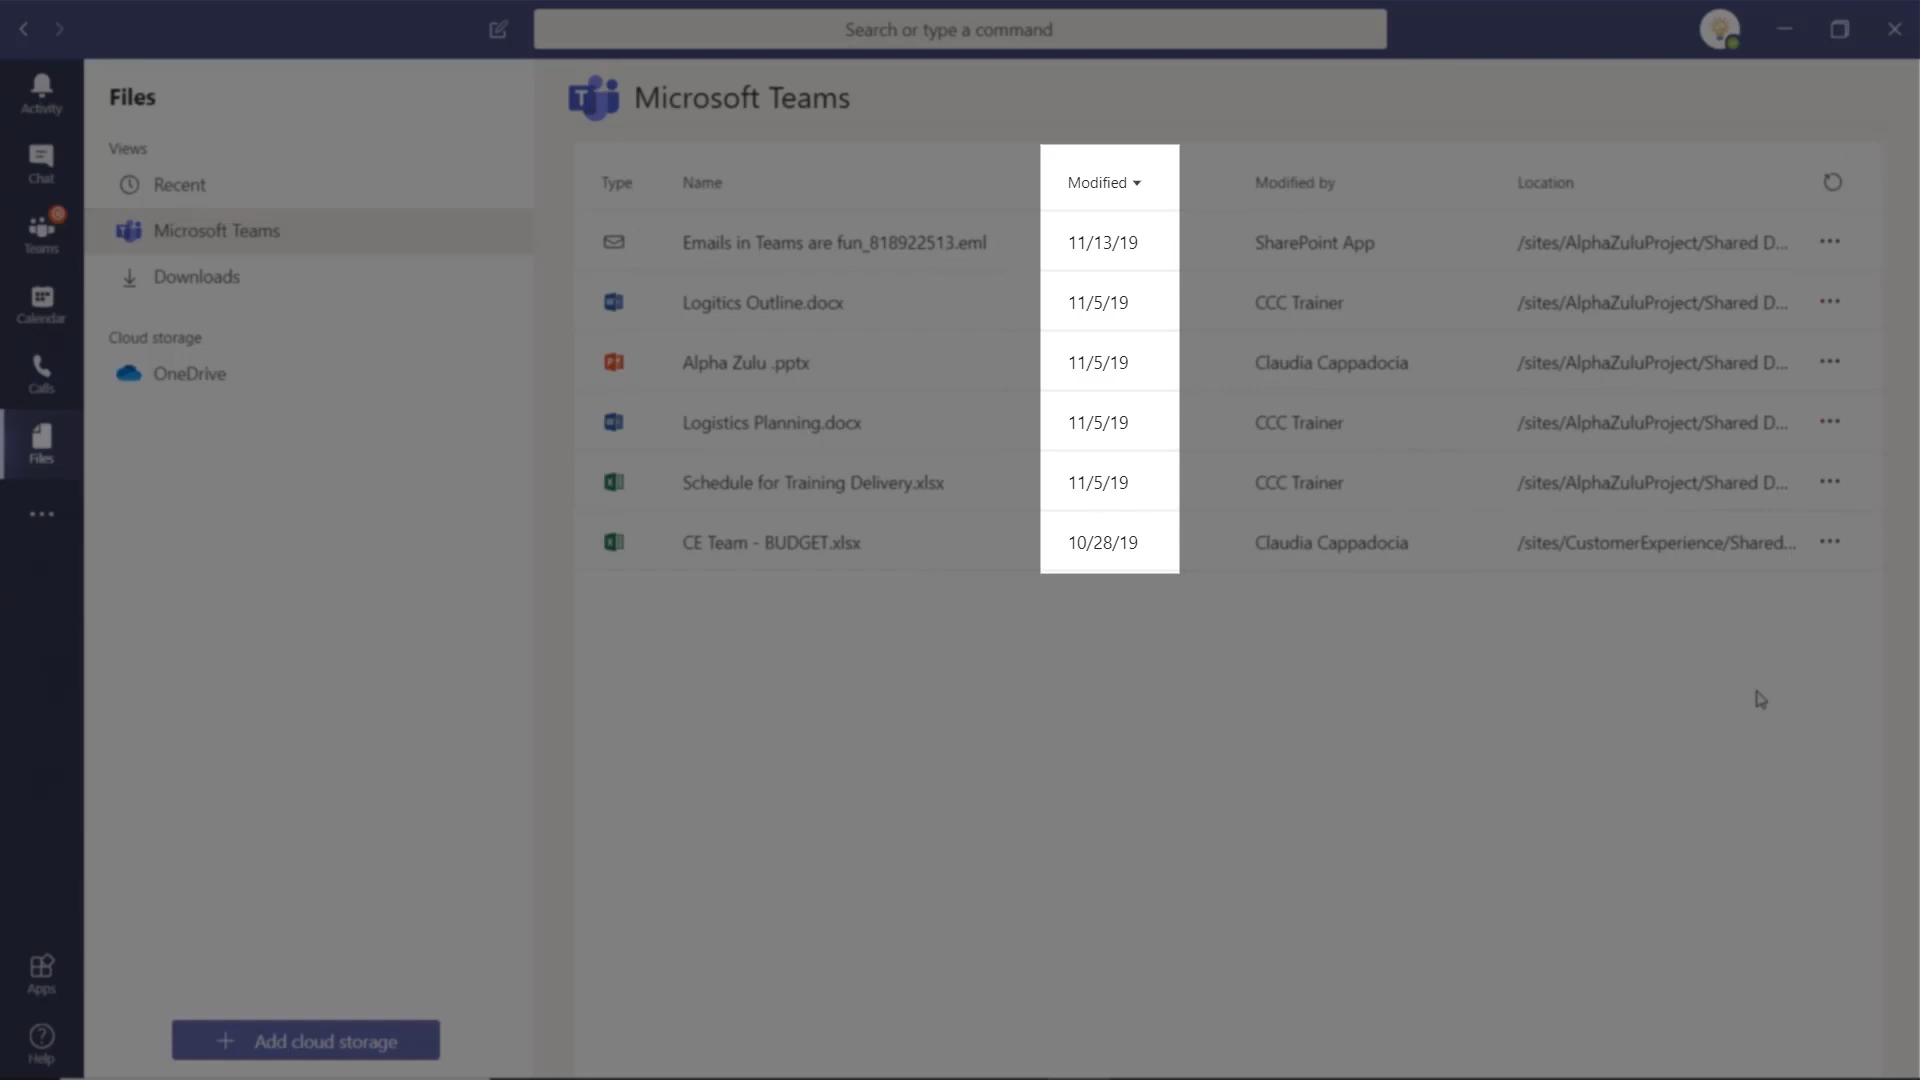 Search or type a command
Activity
Chat
Teams
Calendar
Calls
Files
Apps
Help
Files
Views
Recent
Microsoft Teams
Downloads
Cloud storage
OneDrive
+ Add cloud storage
Microsoft Teams
Type Name Modified Modified by Location
Emails in Teams are fun_818922513.eml 11/13/19 SharePoint App /sites/AlphaZuluProject/Shared D...
Logitics Outline.docx 11/5/19 CCC Trainer /sites/AlphaZuluProject/Shared D...
Alpha Zulu .pptx 11/5/19 Claudia Cappadocia /sites/AlphaZuluProject/Shared D...
Logistics Planning.docx 11/5/19 CCC Trainer /sites/AlphaZuluProject/Shared D...
Schedule for Training Delivery.xlsx 11/5/19 CCC Trainer /sites/AlphaZuluProject/Shared D...
CE Team - BUDGET.xlsx 10/28/19 Claudia Cappadocia /sites/CustomerExperience/Shared...